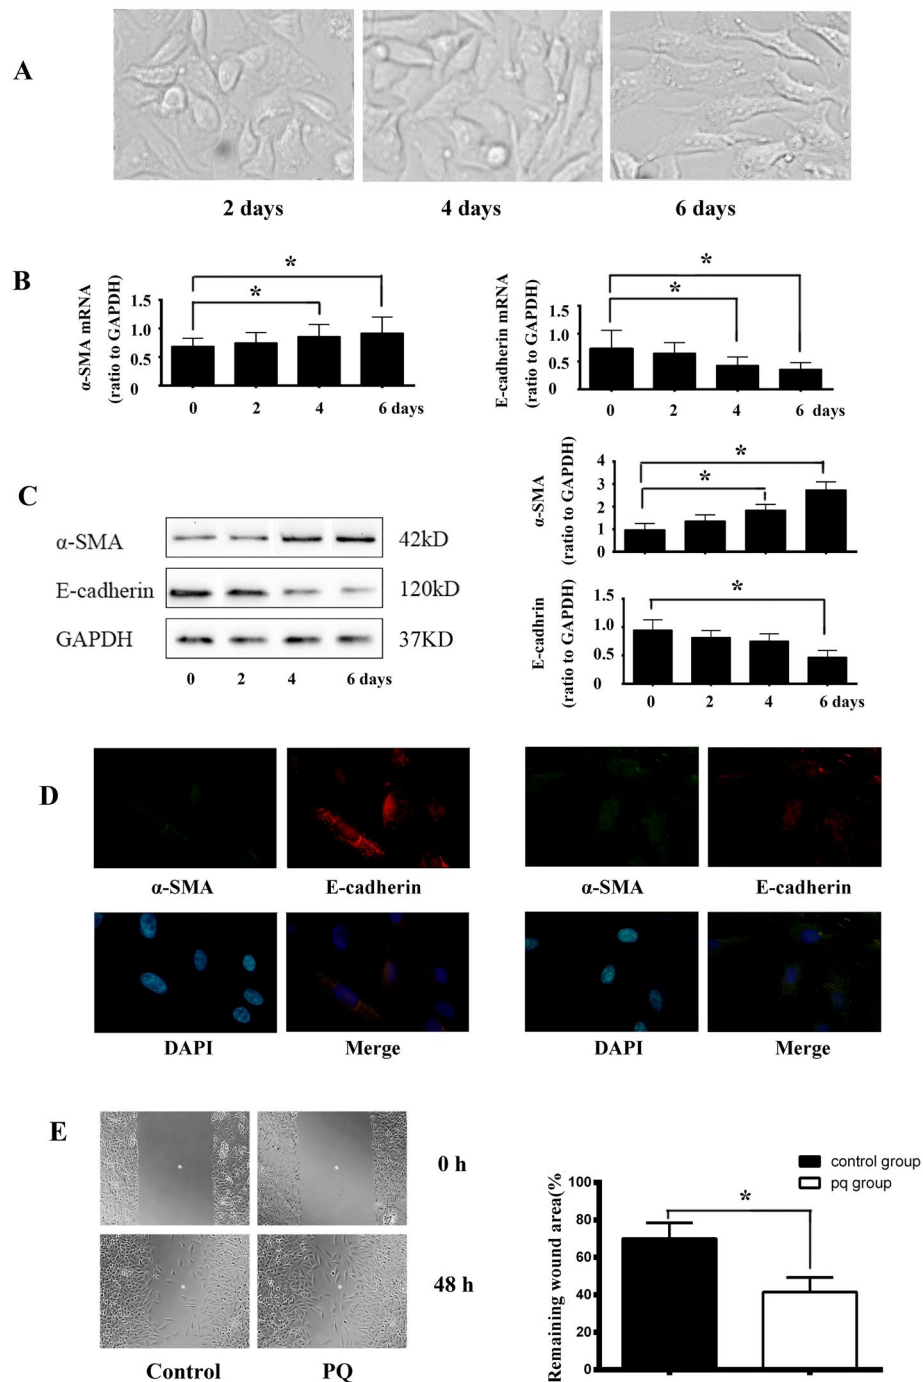 A
2 days 4 days 6 days
B
α-SMA mRNA
(ratio to GAPDH)
1.5
1.0
0.5
0
*
*
0 2 4 6 days
E-cadherin mRNA
(ratio to GAPDH)
1.5
1.0
0.5
0
*
*
0 2 4 6 days
C
α-SMA 42kD
E-cadherin 120kD
GAPDH 37KD
0 2 4 6 days
α-SMA
(ratio to GAPDH)
4
3
2
1
0
*
*
E-cadhrin
(ratio to GAPDH)
1.5
1.0
0.5
0
*
0 2 4 6 days
D
α-SMA E-cadherin α-SMA E-cadherin
DAPI Merge DAPI Merge
E
0 h
48 h
Control PQ
control group
pq group
Remaining wound area(%
100
80
60
40
20
0
*